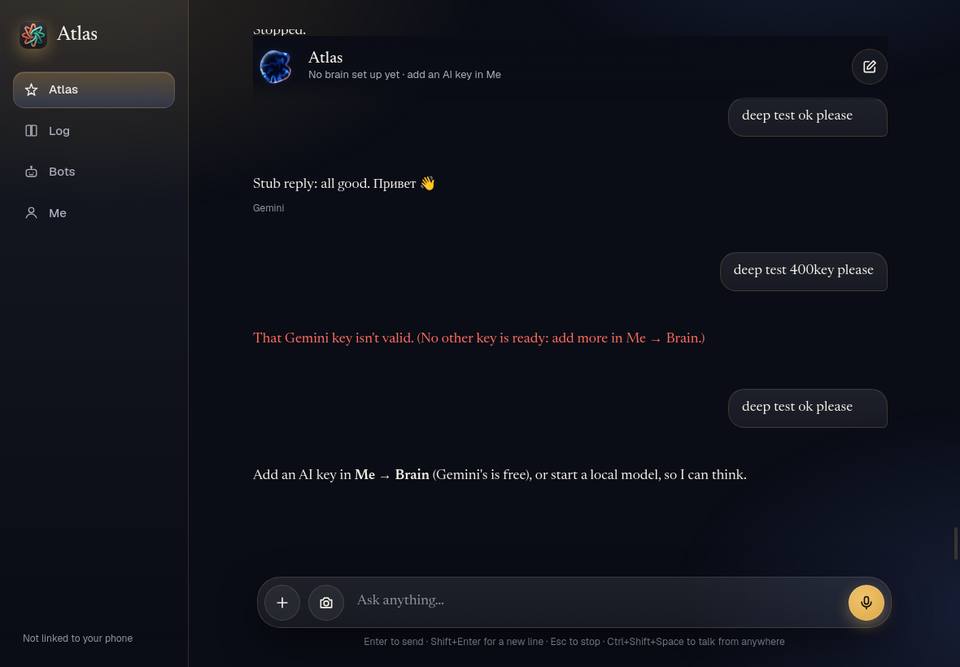 Atlas
Atlas
Log
Bots
Me
Not linked to your phone
Stopped.
Atlas
No brain set up yet · add an AI key in Me
deep test ok please
Stub reply: all good. Привет 👋
Gemini
deep test 400key please
That Gemini key isn't valid. (No other key is ready: add more in Me → Brain.)
deep test ok please
Add an AI key in Me → Brain (Gemini's is free), or start a local model, so I can think.
Ask anything...
Enter to send · Shift+Enter for a new line · Esc to stop · Ctrl+Shift+Space to talk from anywhere